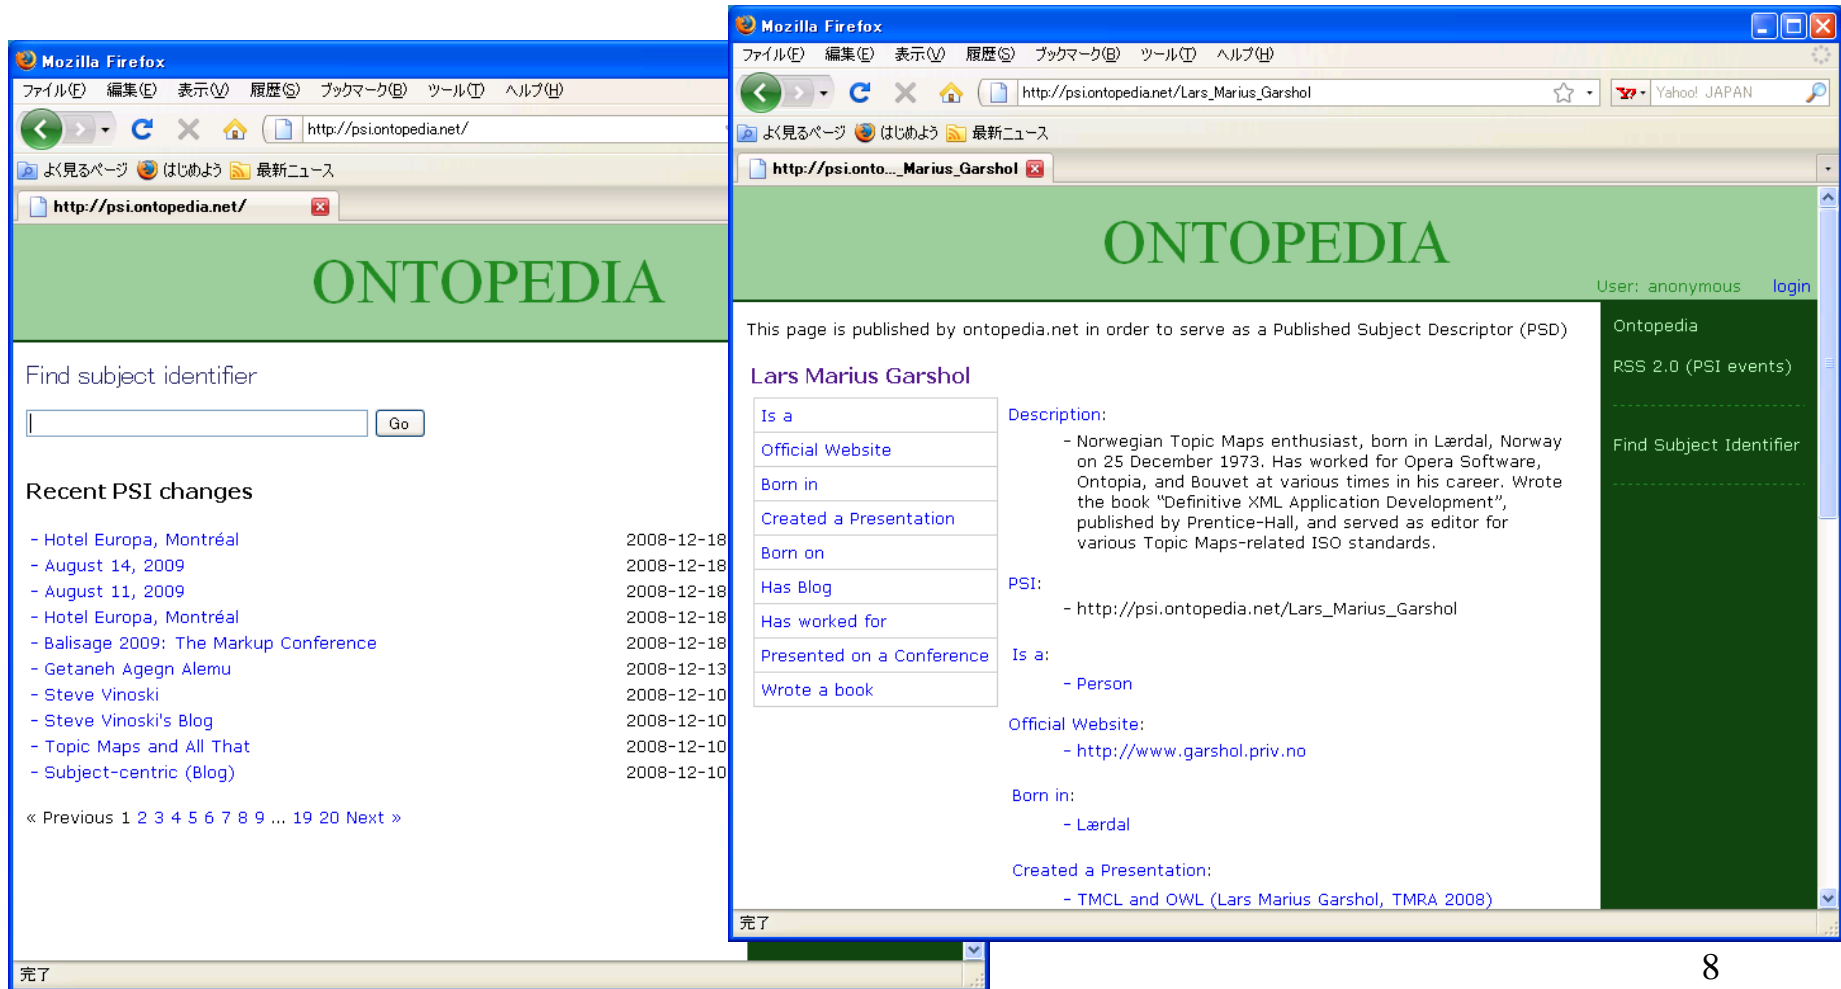 Mozilla Firefox
ファイル(F) 編集(E) 表示(V) 履歴(S) ブックマーク(B) ツール(T) ヘルプ(H)
http://psi.ontopedia.net/
よく見るページ はじめよう 最新ニュース
http://psi.ontopedia.net/
ONTOPEDIA
Find subject identifier
Go
Recent PSI changes
- Hotel Europa, Montréal 2008-12-18
- August 14, 2009 2008-12-18
- August 11, 2009 2008-12-18
- Hotel Europa, Montréal 2008-12-18
- Balisage 2009: The Markup Conference 2008-12-18
- Getaneh Agegn Alemu 2008-12-13
- Steve Vinoski 2008-12-10
- Steve Vinoski's Blog 2008-12-10
- Topic Maps and All That 2008-12-10
- Subject-centric (Blog) 2008-12-10
« Previous 1 2 3 4 5 6 7 8 9 ... 19 20 Next »
完了
Mozilla Firefox
ファイル(F) 編集(E) 表示(V) 履歴(S) ブックマーク(B) ツール(T) ヘルプ(H)
http://psi.ontopedia.net/Lars_Marius_Garshol
Yahoo! JAPAN
よく見るページ はじめよう 最新ニュース
http://psi.onto..._Marius_Garshol
ONTOPEDIA
User: anonymous login
This page is published by ontopedia.net in order to serve as a Published Subject Descriptor (PSD)
Lars Marius Garshol
Is a
Official Website
Born in
Created a Presentation
Born on
Has Blog
Has worked for
Presented on a Conference
Wrote a book
Description:
- Norwegian Topic Maps enthusiast, born in Lærdal, Norway
on 25 December 1973. Has worked for Opera Software,
Ontopia, and Bouvet at various times in his career. Wrote
the book “Definitive XML Application Development”,
published by Prentice-Hall, and served as editor for
various Topic Maps-related ISO standards.
PSI:
- http://psi.ontopedia.net/Lars_Marius_Garshol
Is a:
- Person
Official Website:
- http://www.garshol.priv.no
Born in:
- Lærdal
Created a Presentation:
- TMCL and OWL (Lars Marius Garshol, TMRA 2008)
Ontopedia
RSS 2.0 (PSI events)
Find Subject Identifier
完了
8